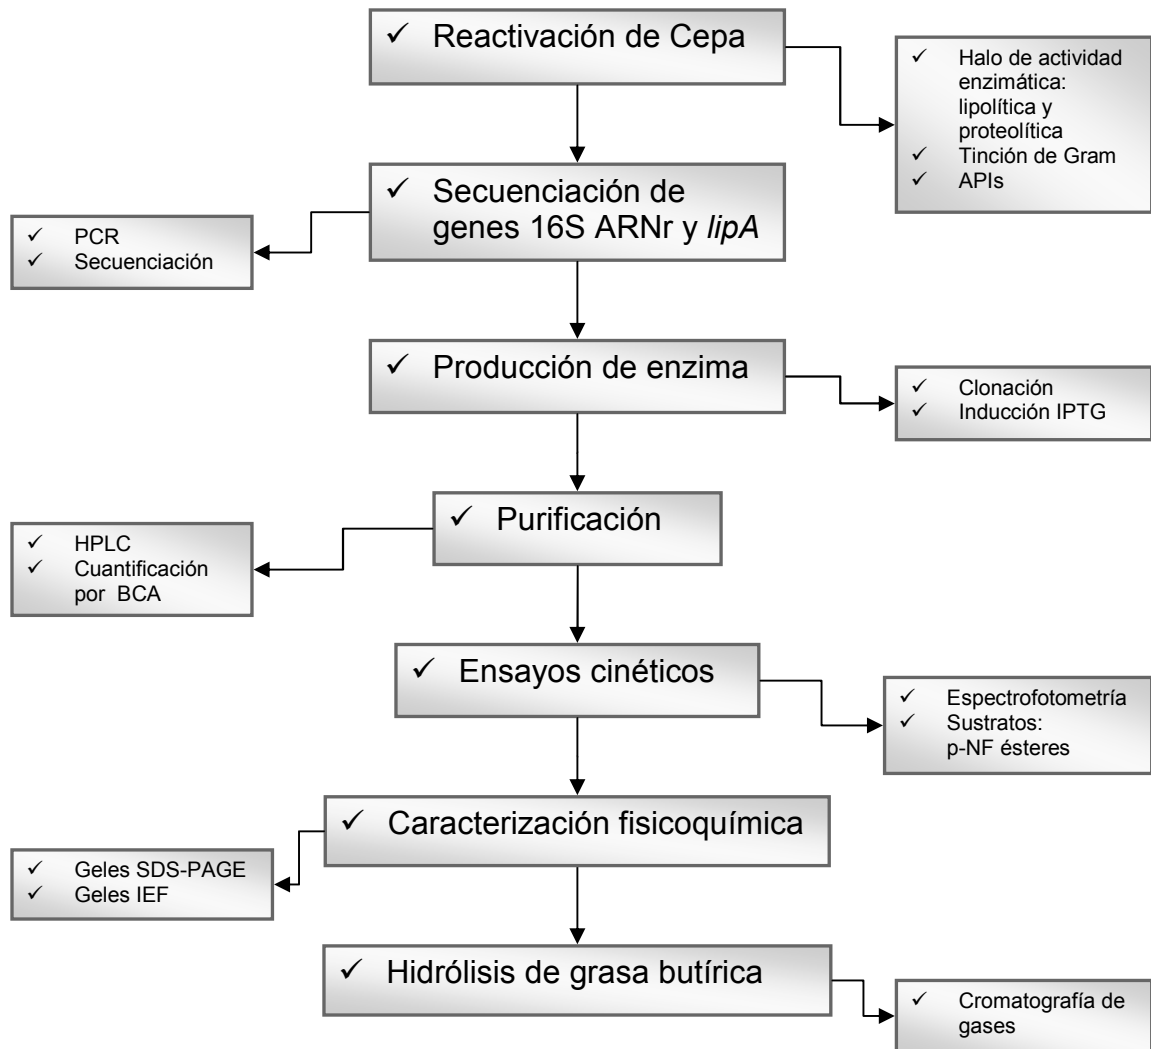 ✓ Reactivación de Cepa
✓ Halo de actividad
enzimática:
lipolítica y
proteolítica
✓ Tinción de Gram
✓ APIs
✓ Secuenciación de
genes 16S ARNr y lipA
✓ PCR
✓ Secuenciación
✓ Producción de enzima
✓ Clonación
✓ Inducción IPTG
✓ Purificación
✓ HPLC
✓ Cuantificación
por BCA
✓ Ensayos cinéticos
✓ Espectrofotometría
✓ Sustratos:
p-NF ésteres
✓ Caracterización fisicoquímica
✓ Geles SDS-PAGE
✓ Geles IEF
✓ Hidrólisis de grasa butírica
✓ Cromatografía de
gases